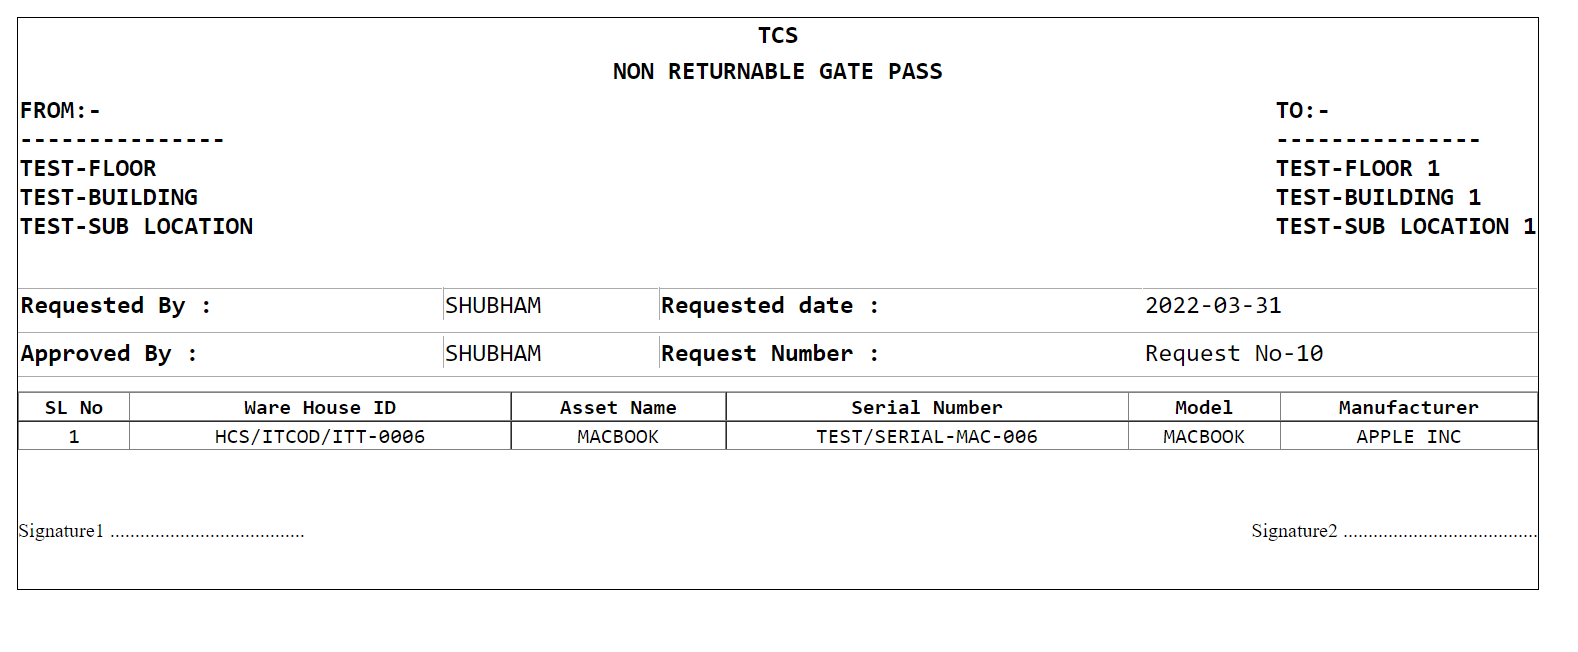 TCS
NON RETURNABLE GATE PASS
FROM:-
---------------
TEST-FLOOR
TEST-BUILDING
TEST-SUB LOCATION
TO:-
---------------
TEST-FLOOR 1
TEST-BUILDING 1
TEST-SUB LOCATION 1
Requested By : SHUBHAM Requested date : 2022-03-31
Approved By : SHUBHAM Request Number : Request No-10
SL No Ware House ID Asset Name Serial Number Model Manufacturer
1 HCS/ITCOD/ITT-0006 MACBOOK TEST/SERIAL-MAC-006 MACBOOK APPLE INC
Signature1 ....................................... Signature2 .......................................